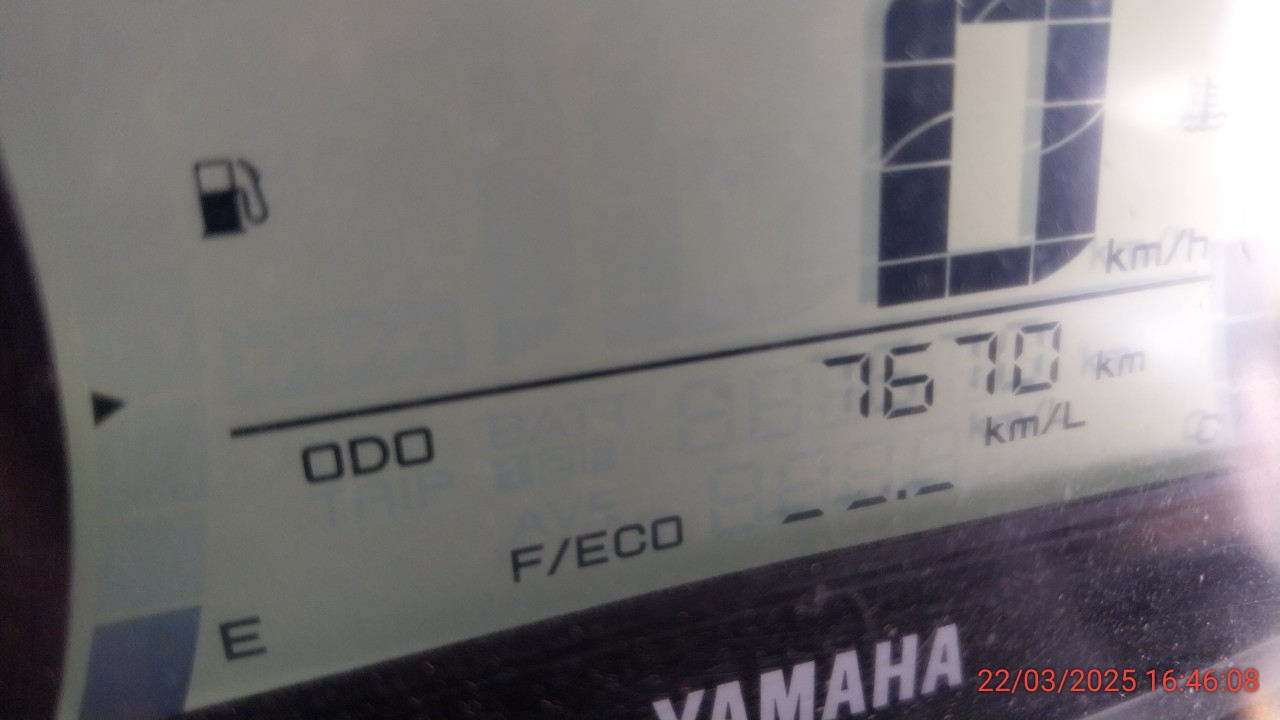 0
km/h
ODO 7670 km
km/L
F/ECO --.-
E
YAMAHA
22/03/2025 16:46:08